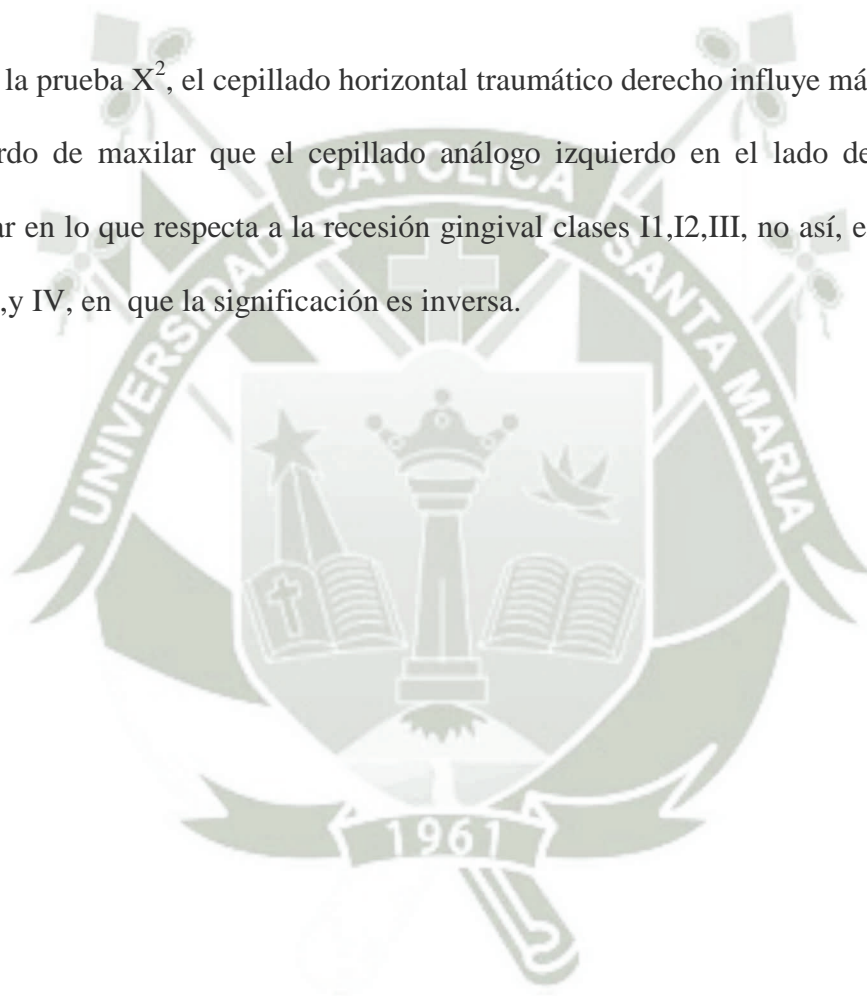 la prueba X², el cepillado horizontal traumático derecho influye má
rdo de maxilar que el cepillado análogo izquierdo en el lado de
ar en lo que respecta a la recesión gingival clases I1,I2,III, no así, e
,y IV, en que la significación es inversa.
UNIVERSIDAD CATOLICA SANTA MARIA
1961